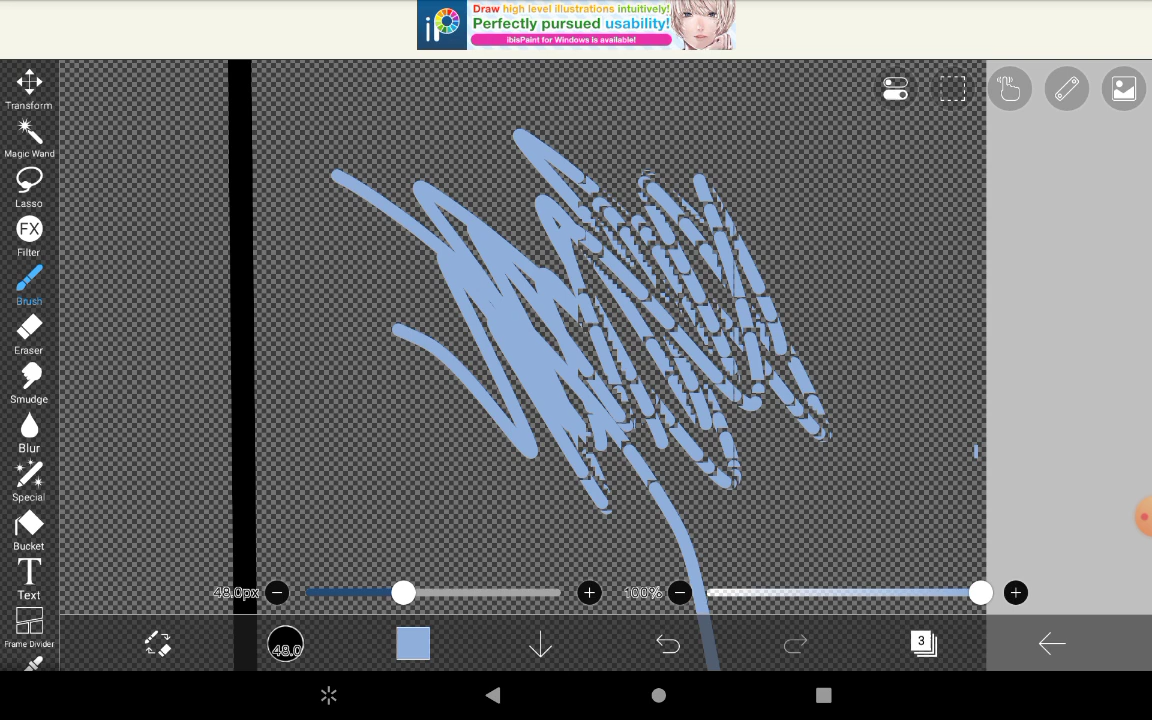 Draw high level illustrations intuitively!
Perfectly pursued usability!
ibisPaint for Windows is available!
Transform
Magic Wand
Lasso
FX
Filter
Brush
Eraser
Smudge
Blur
Special
Bucket
T
Text
Frame Divider
48.0px
100%
48.0
3